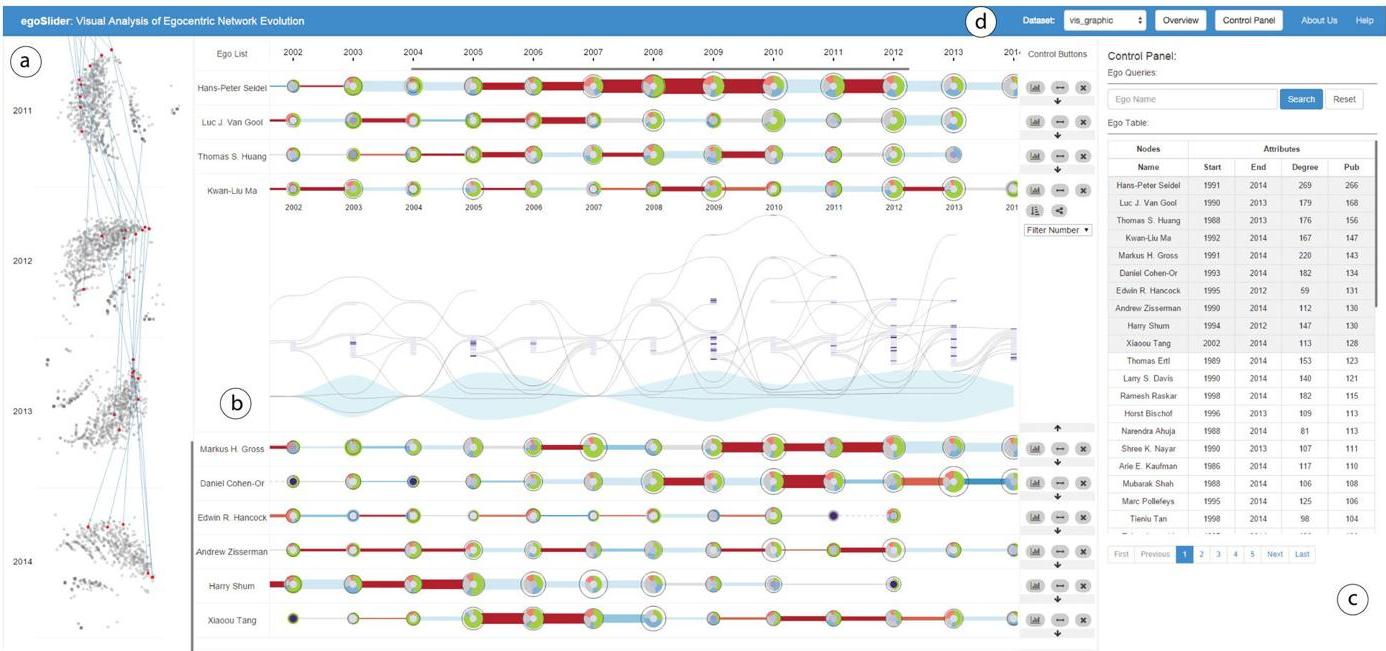 egoSlider: Visual Analysis of Egocentric Network Evolution
d
Dataset: vis_graphic Overview Control Panel About Us Help
a
2011
2012
2013
2014
Ego List 2002 2003 2004 2005 2006 2007 2008 2009 2010 2011 2012 2013 Control Buttons
Hans-Peter Seidel
Luc J. Van Gool
Thomas S. Huang
Kwan-Liu Ma
2002 2003 2004 2005 2006 2007 2008 2009 2010 2011 2012 2013
Filter Number
b
Markus H. Gross
Daniel Cohen-Or
Edwin R. Hancock
Andrew Zisserman
Harry Shum
Xiaoou Tang
Control Panel:
Ego Queries:
Ego Name Search Reset
Ego Table:
Nodes Attributes
Name Start End Degree Pub
Hans-Peter Seidel 1991 2014 269 266
Luc J. Van Gool 1990 2013 179 168
Thomas S. Huang 1988 2013 176 156
Kwan-Liu Ma 1992 2014 167 147
Markus H. Gross 1991 2014 220 143
Daniel Cohen-Or 1993 2014 182 134
Edwin R. Hancock 1995 2012 59 131
Andrew Zisserman 1990 2014 112 130
Harry Shum 1994 2012 147 130
Xiaoou Tang 2002 2014 113 128
Thomas Ertl 1989 2014 153 123
Larry S. Davis 1990 2014 140 121
Ramesh Raskar 1998 2014 182 115
Horst Bischof 1996 2013 109 113
Narendra Ahuja 1988 2014 81 113
Shree K. Nayar 1990 2013 107 111
Arie E. Kaufman 1986 2014 117 110
Mubarak Shah 1988 2014 106 108
Marc Pollefeys 1995 2014 125 106
Tieniu Tan 1998 2014 98 104
First Previous 1 2 3 4 5 Next Last
c